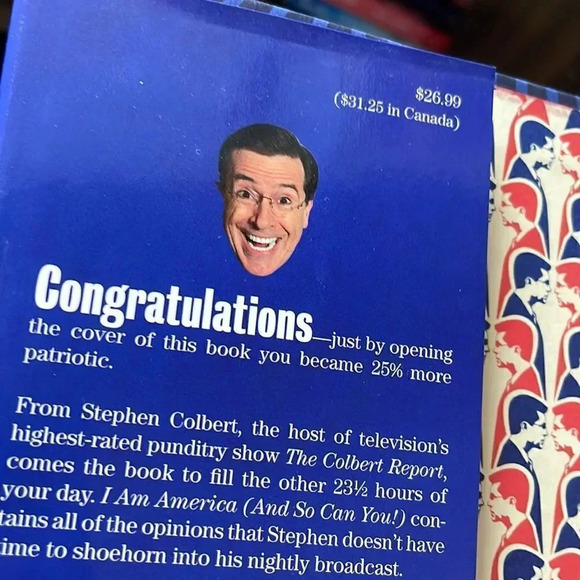 $26.99
($31.25 in Canada)
Congratulations—just by opening
the cover of this book you became 25% more
patriotic.
From Stephen Colbert, the host of television's
highest-rated punditry show The Colbert Report,
comes the book to fill the other 23½ hours of
your day. I Am America (And So Can You!) con-
tains all of the opinions that Stephen doesn't have
time to shoehorn into his nightly broadcast.